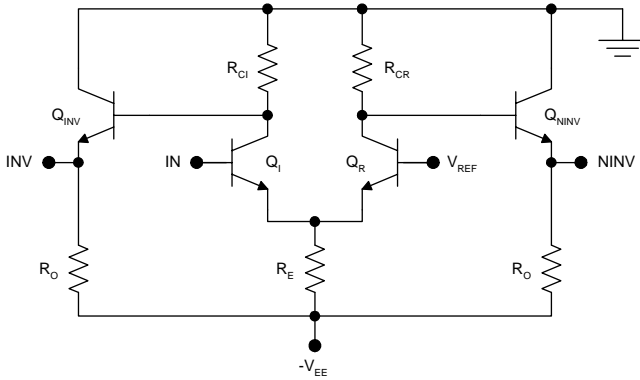 R_CI
R_CR
Q_INV
Q_NINV
INV
IN
Q_I
Q_R
V_REF
NINV
R_O
R_E
R_O
-V_EE